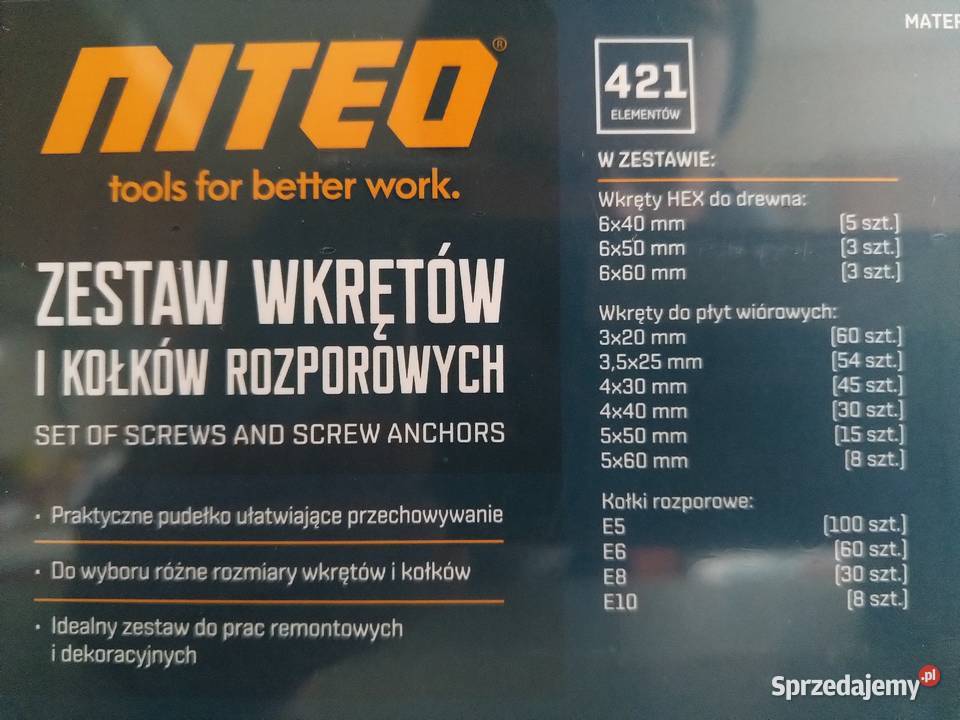 NITEO®
tools for better work.
ZESTAW WKRĘTÓW
I KOŁKÓW ROZPOROWYCH
SET OF SCREWS AND SCREW ANCHORS
· Praktyczne pudełko ułatwiające przechowywanie
· Do wyboru różne rozmiary wkrętów i kołków
· Idealny zestaw do prac remontowych
i dekoracyjnych
421
ELEMENTÓW
W ZESTAWIE:
Wkręty HEX do drewna:
6x40 mm (5 szt.)
6x50 mm (3 szt.)
6x60 mm (3 szt.)
Wkręty do płyt wiórowych:
3x20 mm (60 szt.)
3,5x25 mm (54 szt.)
4x30 mm (45 szt.)
4x40 mm (30 szt.)
5x50 mm (15 szt.)
5x60 mm (8 szt.)
Kołki rozporowe:
E5 (100 szt.)
E6 (60 szt.)
E8 (30 szt.)
E10 (8 szt.)
Sprzedajemy.pl